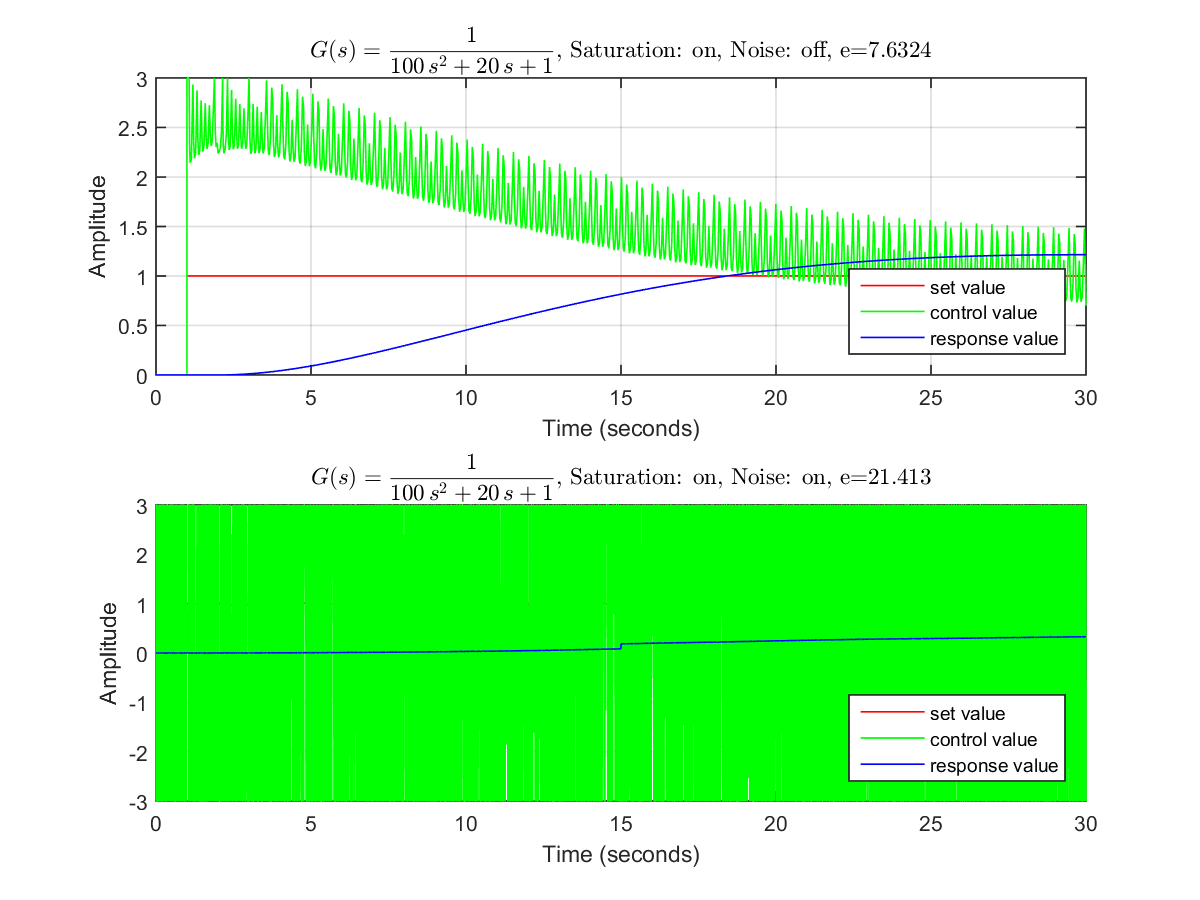 G(s) = 1 / (100 s² + 20 s + 1), Saturation: on, Noise: off, e=7.6324
3
2.5
2
1.5
1
0.5
0
Amplitude
set value
control value
response value
0 5 10 15 20 25 30
Time (seconds)
G(s) = 1 / (100 s² + 20 s + 1), Saturation: on, Noise: on, e=21.413
3
2
1
0
-1
-2
-3
Amplitude
set value
control value
response value
0 5 10 15 20 25 30
Time (seconds)